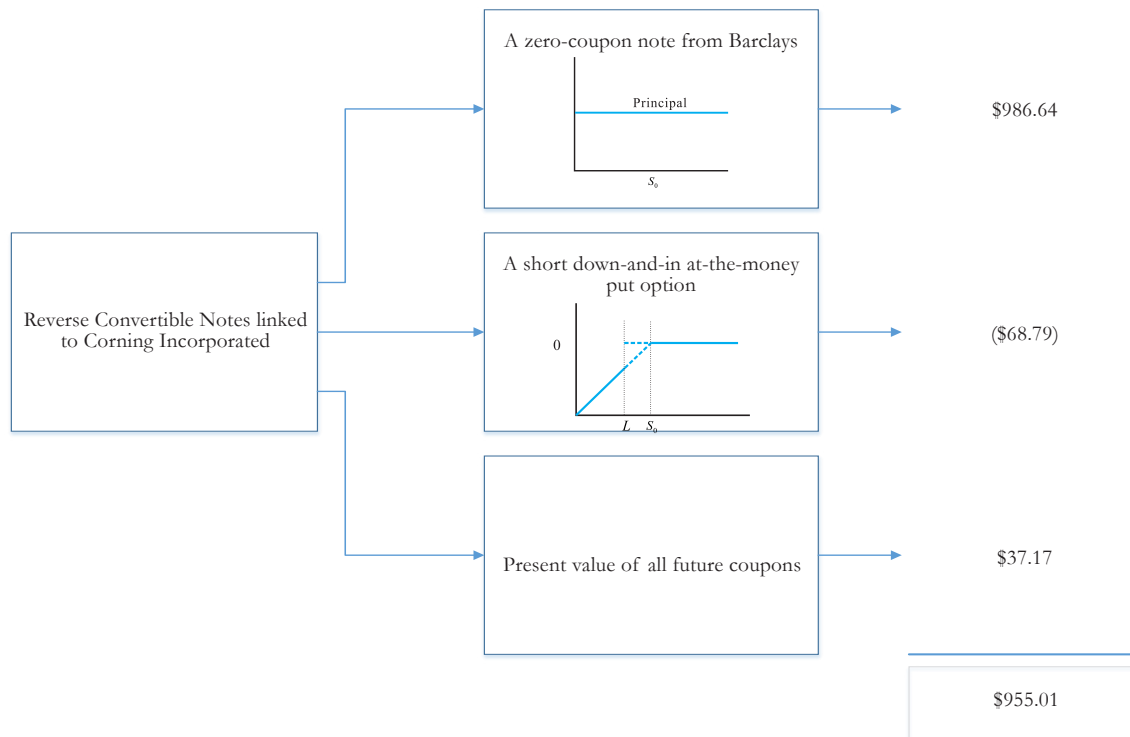 A zero-coupon note from Barclays
Principal
S₀
$986.64
Reverse Convertible Notes linked
to Corning Incorporated
A short down-and-in at-the-money
put option
0
L S₀
($68.79)
Present value of all future coupons
$37.17
$955.01